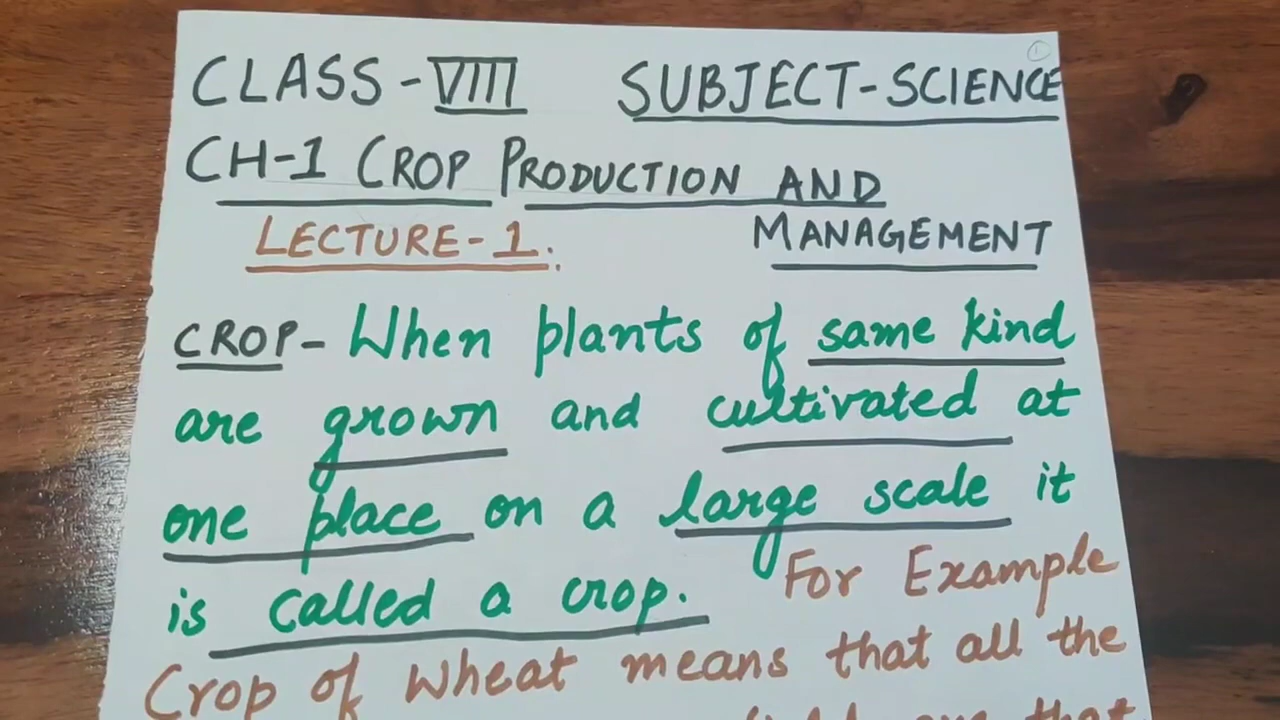 1
CLASS-VIII SUBJECT-SCIENCE
CH-1 CROP PRODUCTION AND
LECTURE-1. MANAGEMENT
CROP- When plants of same kind
are grown and cultivated at
one place on a large scale it
is called a crop. For Example
Crop of wheat means that all the
that